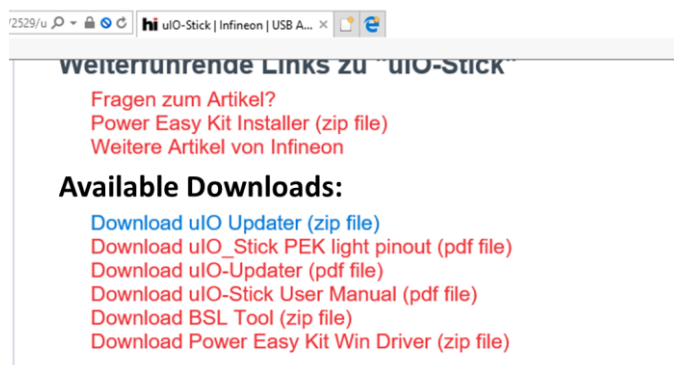 2529/u
hi uIO-Stick | Infineon | USB A...
Weiterführende Links zu "uIO-Stick"
Fragen zum Artikel?
Power Easy Kit Installer (zip file)
Weitere Artikel von Infineon
Available Downloads:
Download uIO Updater (zip file)
Download uIO_Stick PEK light pinout (pdf file)
Download uIO-Updater (pdf file)
Download uIO-Stick User Manual (pdf file)
Download BSL Tool (zip file)
Download Power Easy Kit Win Driver (zip file)